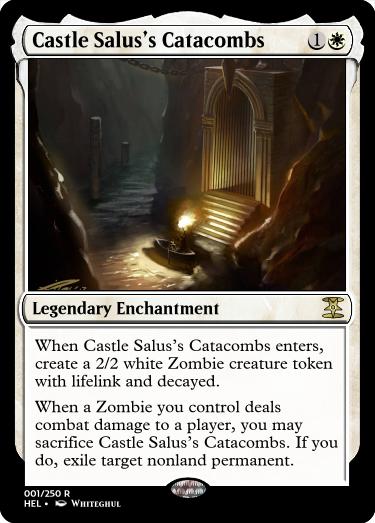 Castle Salus's Catacombs 1
Legendary Enchantment
When Castle Salus's Catacombs enters,
create a 2/2 white Zombie creature token
with lifelink and decayed.
When a Zombie you control deals
combat damage to a player, you may
sacrifice Castle Salus's Catacombs. If you
do, exile target nonland permanent.
001/250 R
HEL • Whiteghul